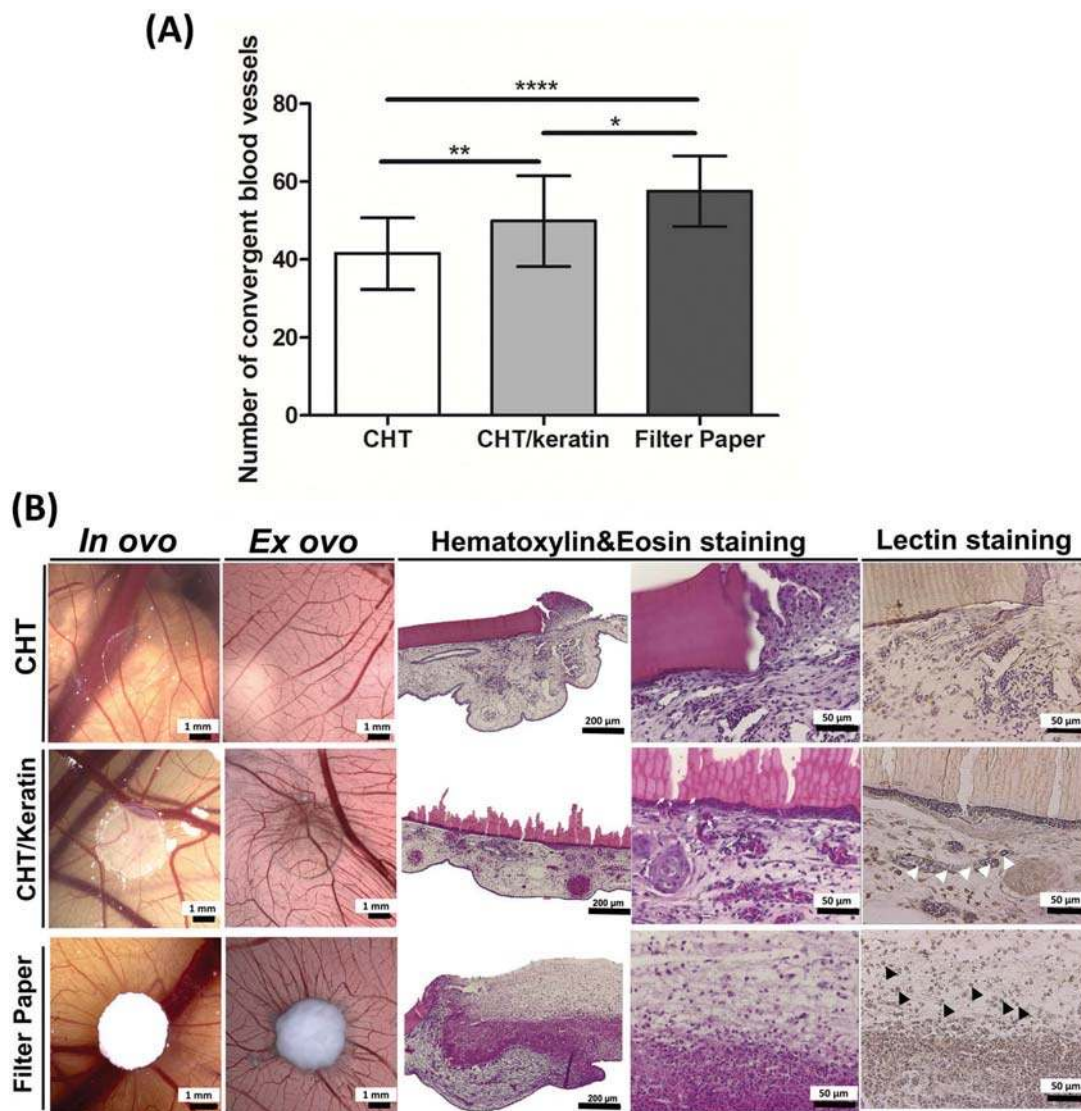 (A)
Number of convergent blood vessels
80
60
40
20
0
****
**
*
CHT
CHT/keratin
Filter Paper
(B)
In ovo
Ex ovo
Hematoxylin&Eosin staining
Lectin staining
CHT
1 mm
1 mm
200 µm
50 µm
50 µm
CHT/Keratin
1 mm
1 mm
200 µm
50 µm
50 µm
Filter Paper
1 mm
1 mm
200 µm
50 µm
50 µm